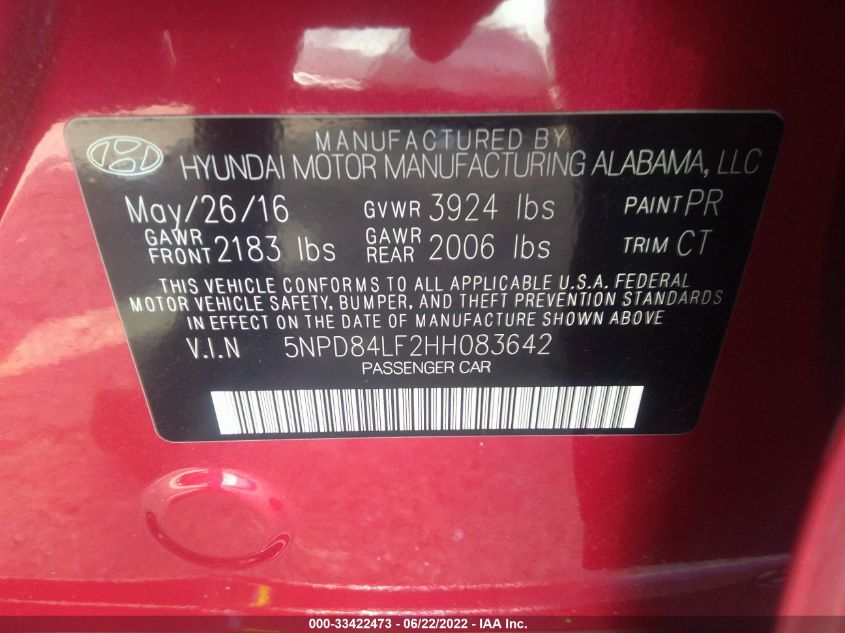 MANUFACTURED BY
HYUNDAI MOTOR MANUFACTURING ALABAMA, LLC
May/26/16 GVWR 3924 lbs PAINT PR
GAWR FRONT 2183 lbs GAWR REAR 2006 lbs TRIM CT
THIS VEHICLE CONFORMS TO ALL APPLICABLE U.S.A. FEDERAL
MOTOR VEHICLE SAFETY, BUMPER, AND THEFT PREVENTION STANDARDS
IN EFFECT ON THE DATE OF MANUFACTURE SHOWN ABOVE
V.I.N 5NPD84LF2HH083642
PASSENGER CAR
000-33422473 - 06/22/2022 - IAA Inc.